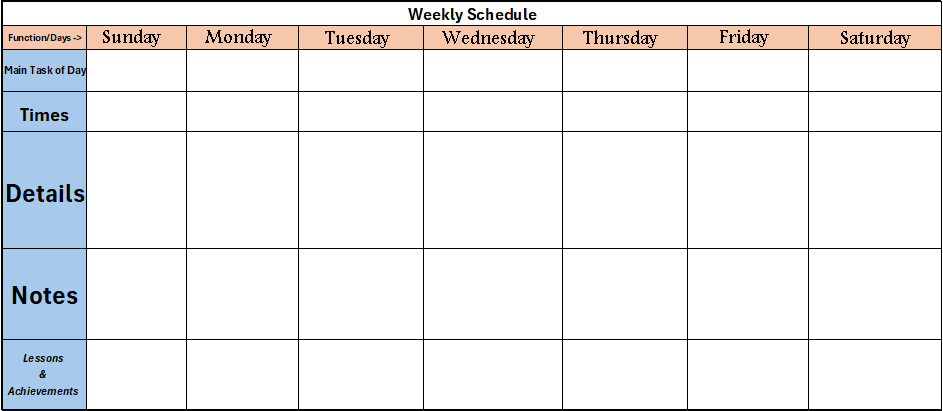 Weekly Schedule
Function/Days -> Sunday Monday Tuesday Wednesday Thursday Friday Saturday
Main Task of Day
Times
Details
Notes
Lessons
&
Achievements